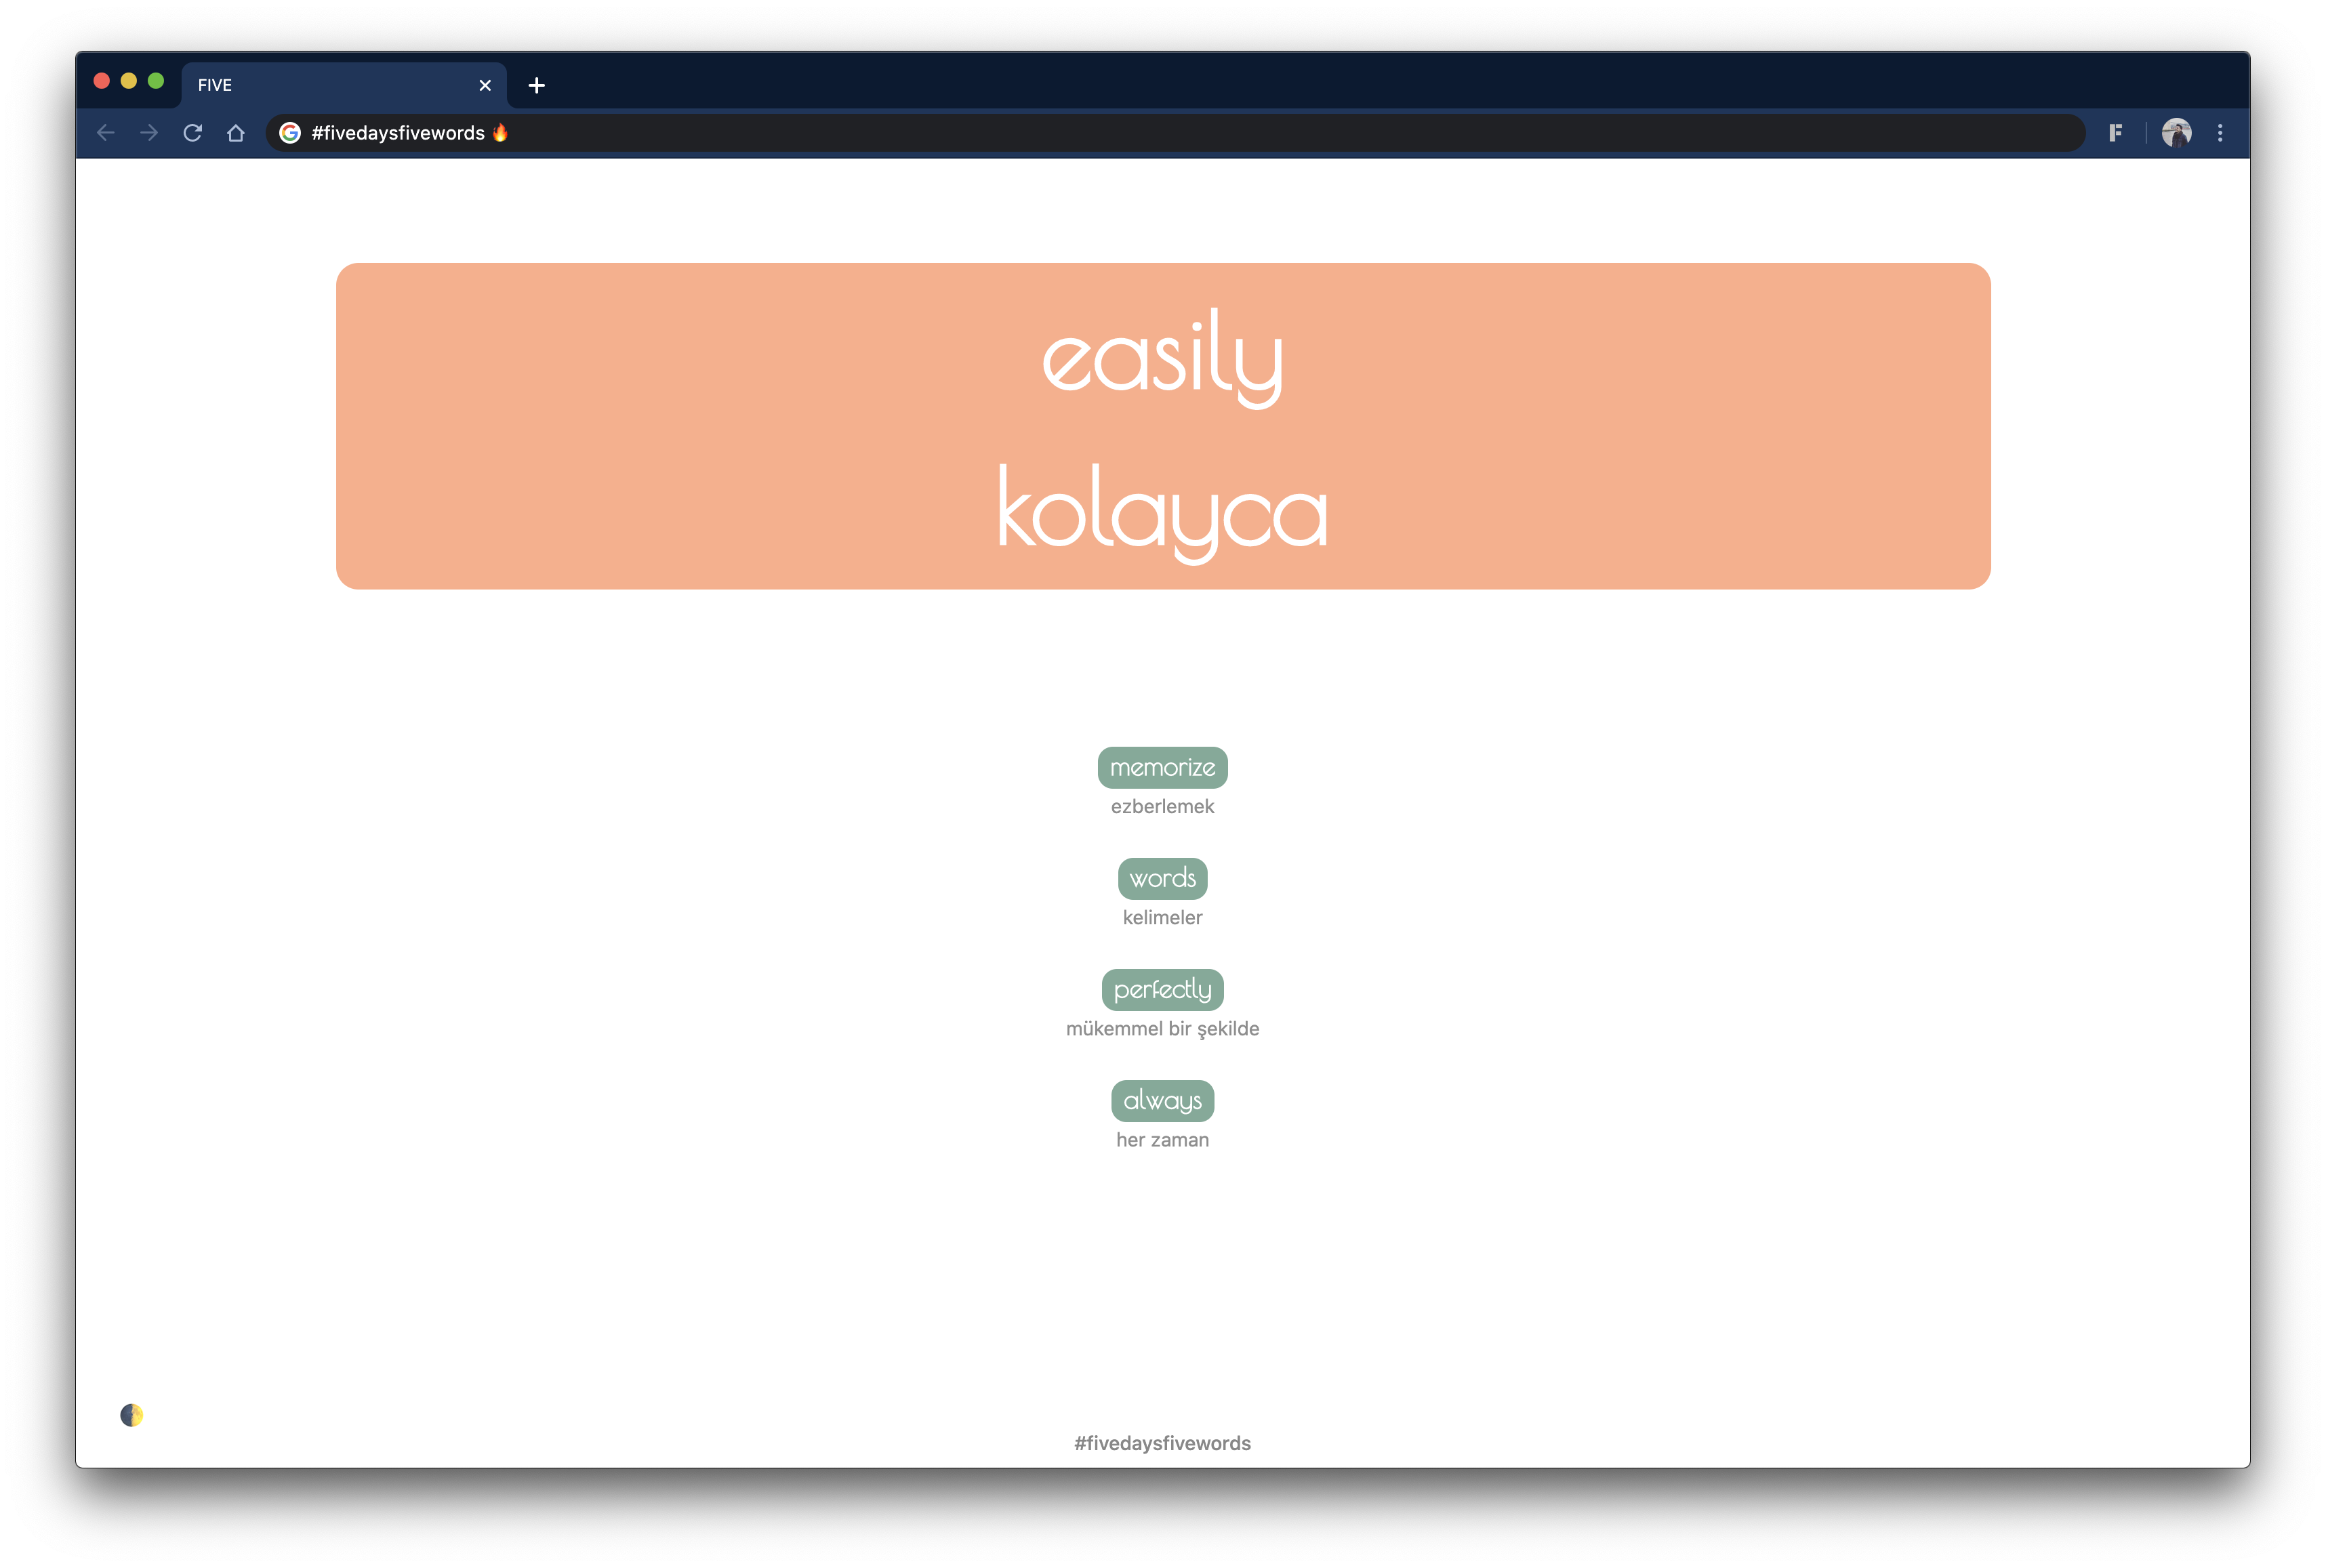 FIVE
#fivedaysfivewords 🔥
easily
kolayca
memorize
ezberlemek
words
kelimeler
perfectly
mükemmel bir şekilde
always
her zaman
#fivedaysfivewords